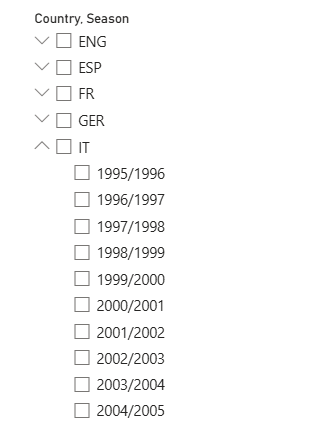 Country, Season
ENG
ESP
FR
GER
IT
1995/1996
1996/1997
1997/1998
1998/1999
1999/2000
2000/2001
2001/2002
2002/2003
2003/2004
2004/2005